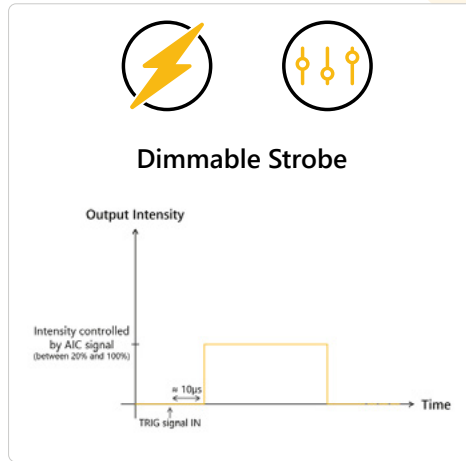 Dimmable Strobe
Output Intensity
Intensity controlled
by AIC signal
(between 20% and 100%)
≈ 10µs
Time
TRIG signal IN